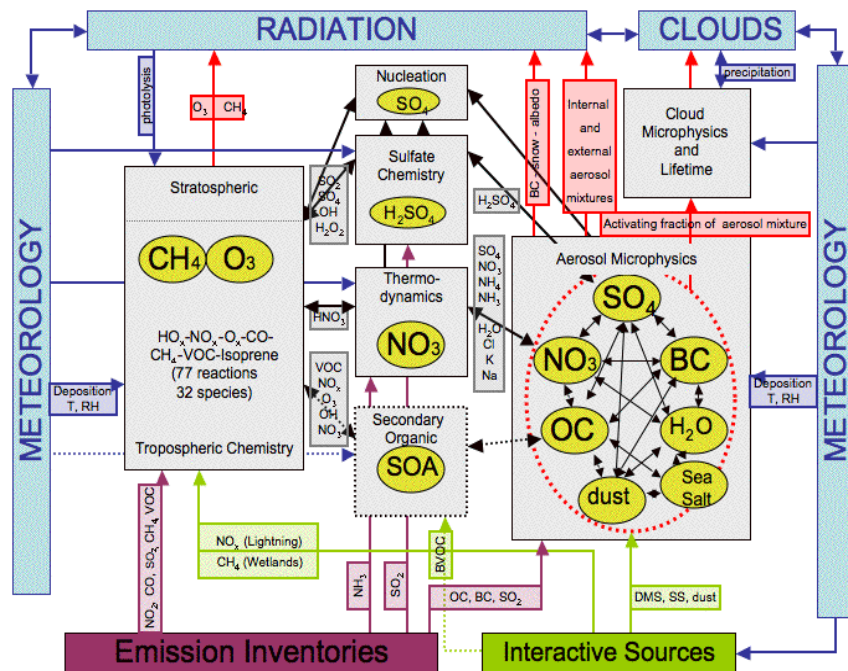 RADIATION
CLOUDS
METEOROLOGY
METEOROLOGY
photolysis
O₃ CH₄
Nucleation
SO₄
BC - snow - albedo
Internal
and
external
aerosol
mixtures
precipitation
Cloud
Microphysics
and
Lifetime
Stratospheric
CH₄
O₃
HOₓ-NOₓ-Oₓ-CO-
CH₄-VOC-Isoprene
(77 reactions
32 species)
Tropospheric Chemistry
SO₂
SO₄
OH
H₂O₂
Sulfate
Chemistry
H₂SO₄
H₂SO₄
Activating fraction of aerosol mixture
HNO₃
Thermo-
dynamics
NO₃
SO₄
NO₃
NH₄
NH₃
H₂O
Cl
K
Na
Aerosol Microphysics
SO₄
NO₃
BC
OC
H₂O
dust
Sea
Salt
Deposition
T, RH
Deposition
T, RH
VOC
NOₓ
O₃
OH
NO₃
Secondary
Organic
SOA
NOₓ (Lightning)
CH₄ (Wetlands)
BVOC
NH₃
SO₂
OC, BC, SO₂
DMS, SS, dust
Emission Inventories
Interactive Sources